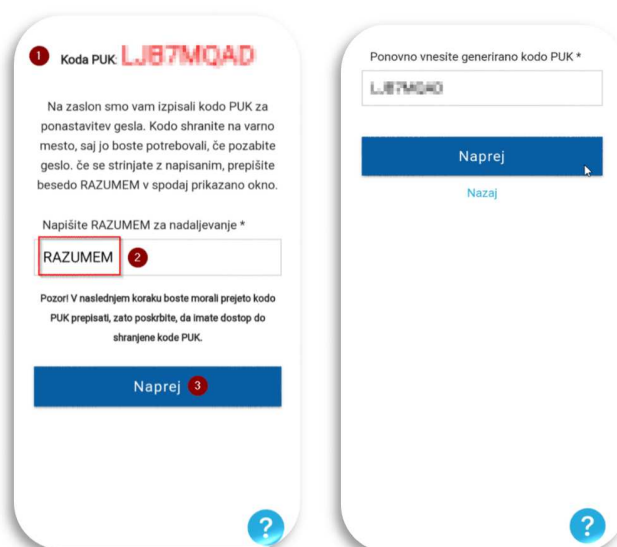 1 Koda PUK:
Na zaslon smo vam izpisali kodo PUK za
ponastavitev gesla. Kodo shranite na varno
mesto, saj jo boste potrebovali, če pozabite
geslo. če se strinjate z napisanim, prepišite
besedo RAZUMEM v spodaj prikazano okno.
Napišite RAZUMEM za nadaljevanje *
RAZUMEM 2
Pozor! V naslednjem koraku boste morali prejeto kodo
PUK prepisati, zato poskrbite, da imate dostop do
shranjene kode PUK.
Naprej 3
?
Ponovno vnesite generirano kodo PUK *
Naprej
Nazaj
?